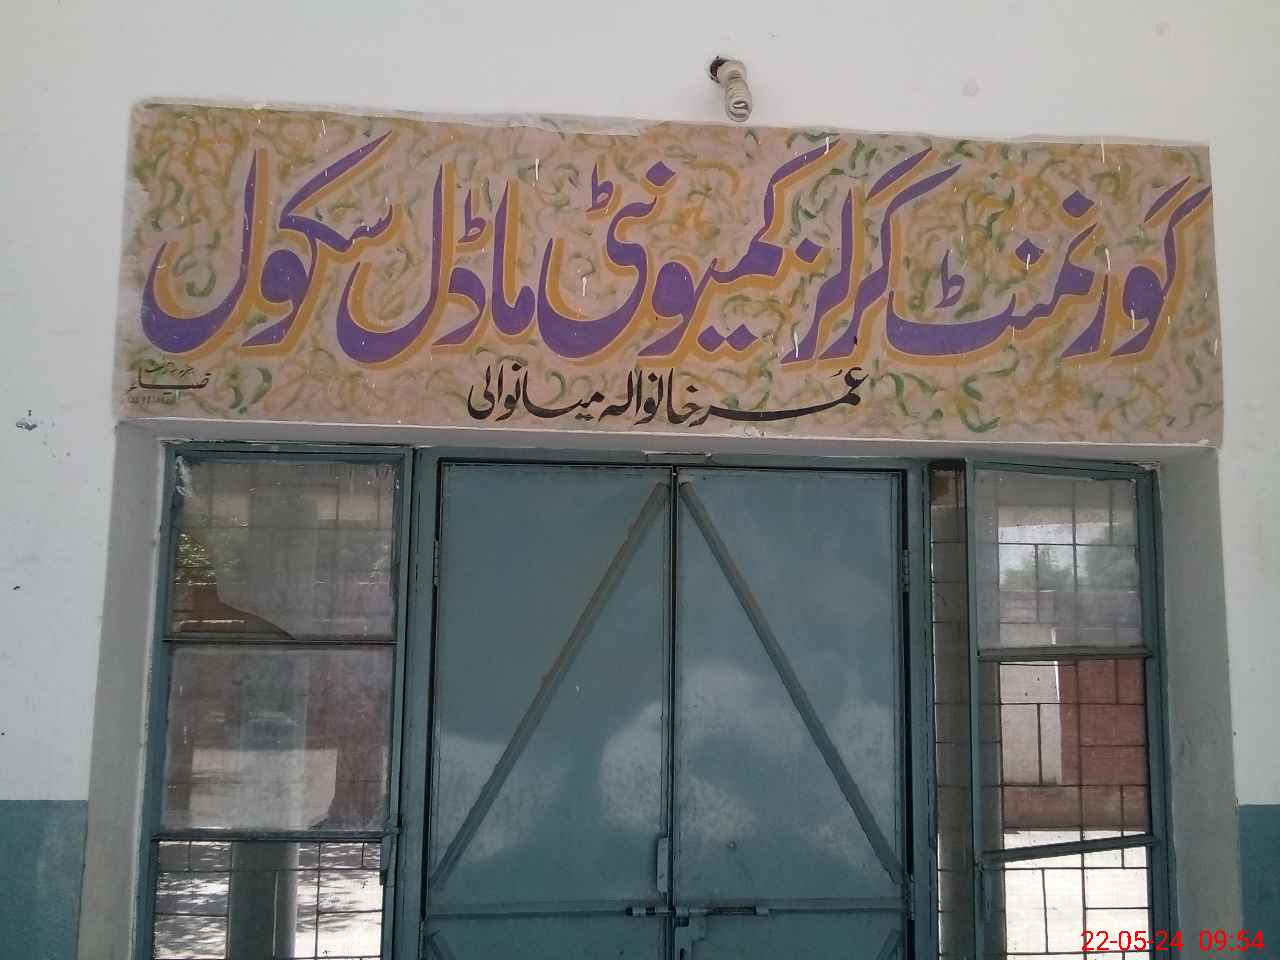 گورنمنٹ گرلز کمیونٹی ماڈل سکول
عمر خانوالہ میانوالی
22-05-24 09:54